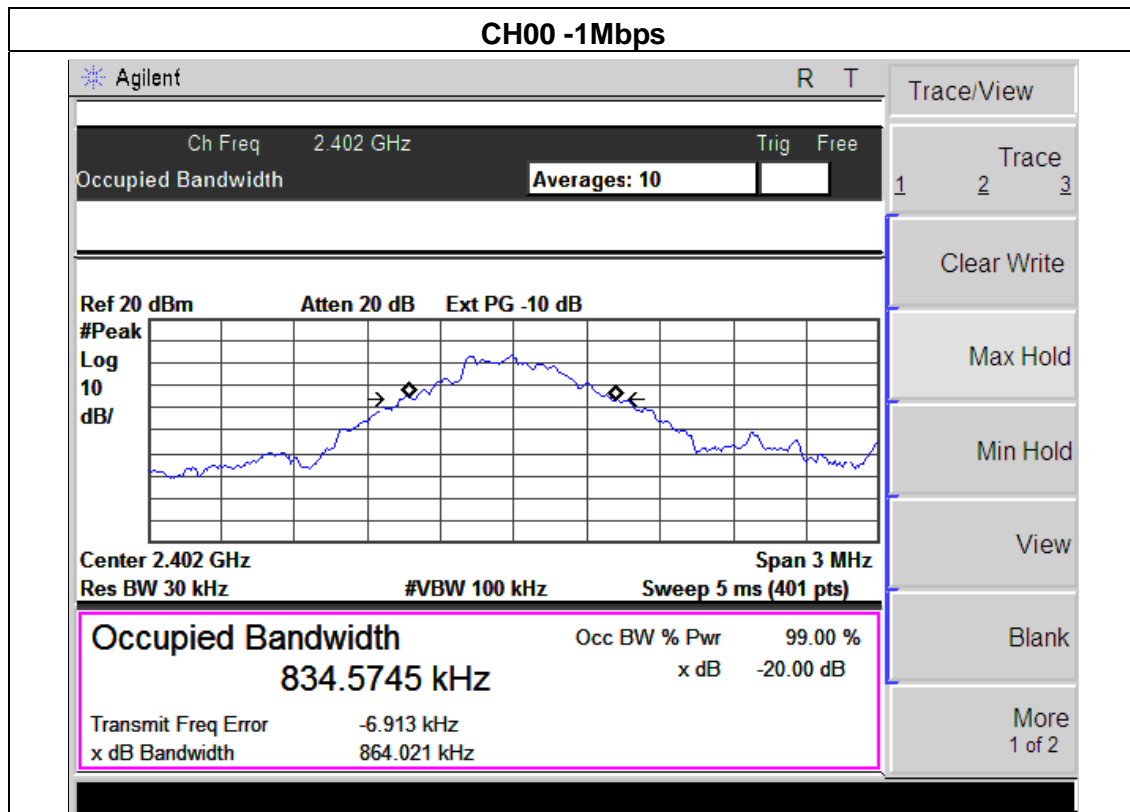 CH00 -1Mbps
Agilent R T
Ch Freq 2.402 GHz Trig Free
Occupied Bandwidth Averages: 10
Ref 20 dBm Atten 20 dB Ext PG -10 dB
#Peak
Log
10
dB/
Center 2.402 GHz Span 3 MHz
Res BW 30 kHz #VBW 100 kHz Sweep 5 ms (401 pts)
Occupied Bandwidth Occ BW % Pwr 99.00 %
834.5745 kHz x dB -20.00 dB
Transmit Freq Error -6.913 kHz
x dB Bandwidth 864.021 kHz
Trace/View
Trace
1 2 3
Clear Write
Max Hold
Min Hold
View
Blank
More
1 of 2